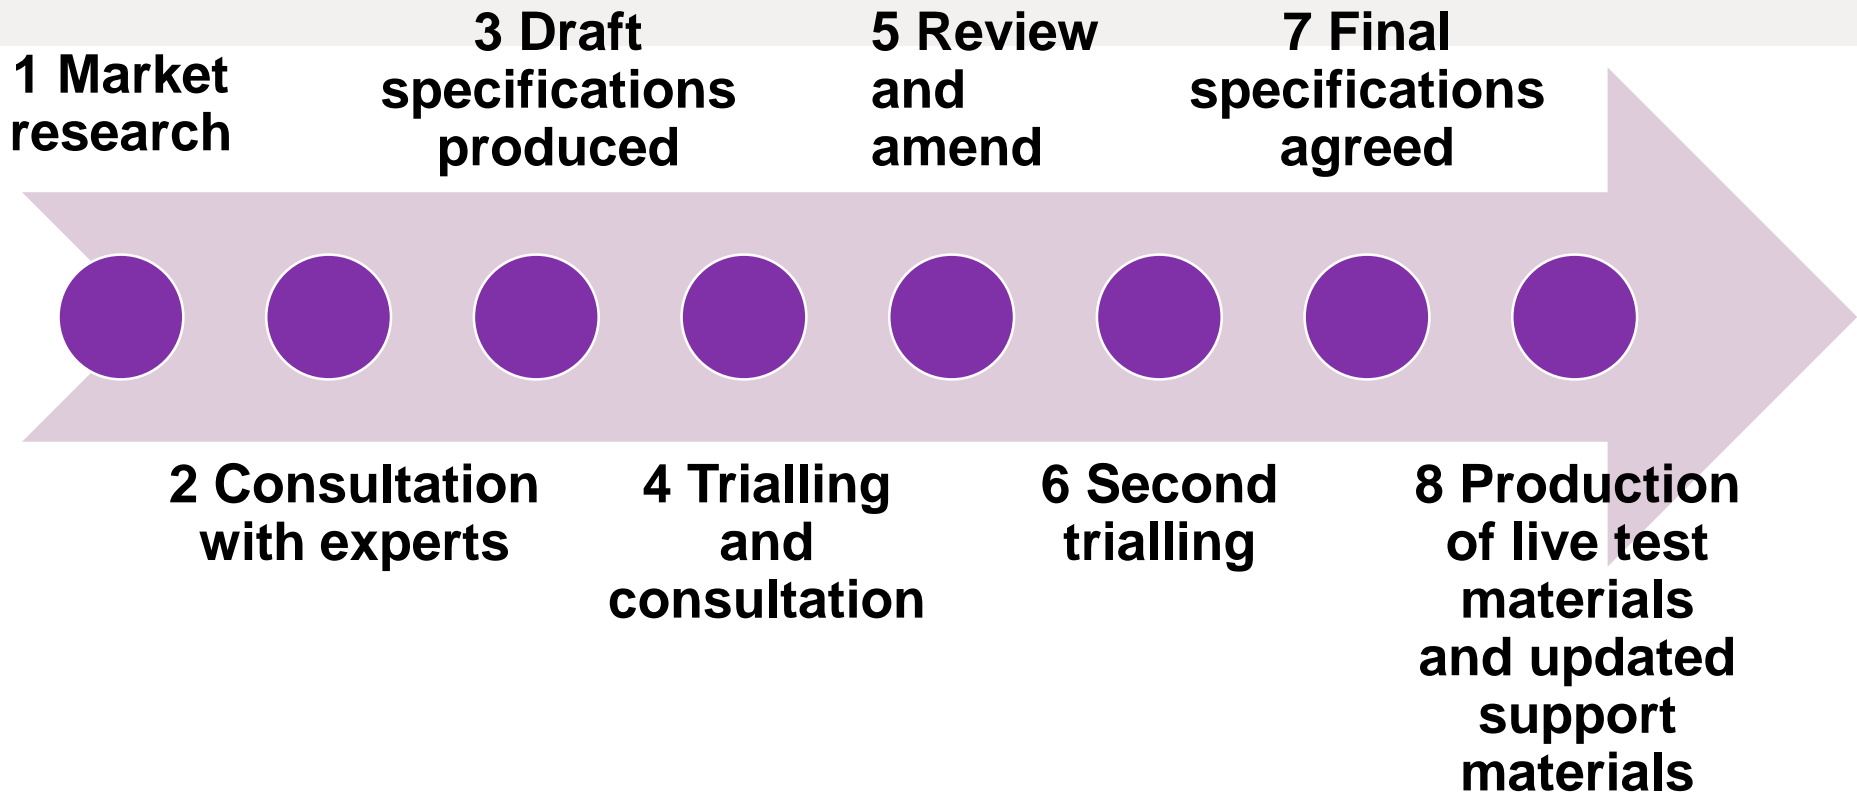 1 Market
research
2 Consultation
with experts
3 Draft
specifications
produced
4 Trialling
and
consultation
5 Review
and
amend
6 Second
trialling
7 Final
specifications
agreed
8 Production
of live test
materials
and updated
support
materials